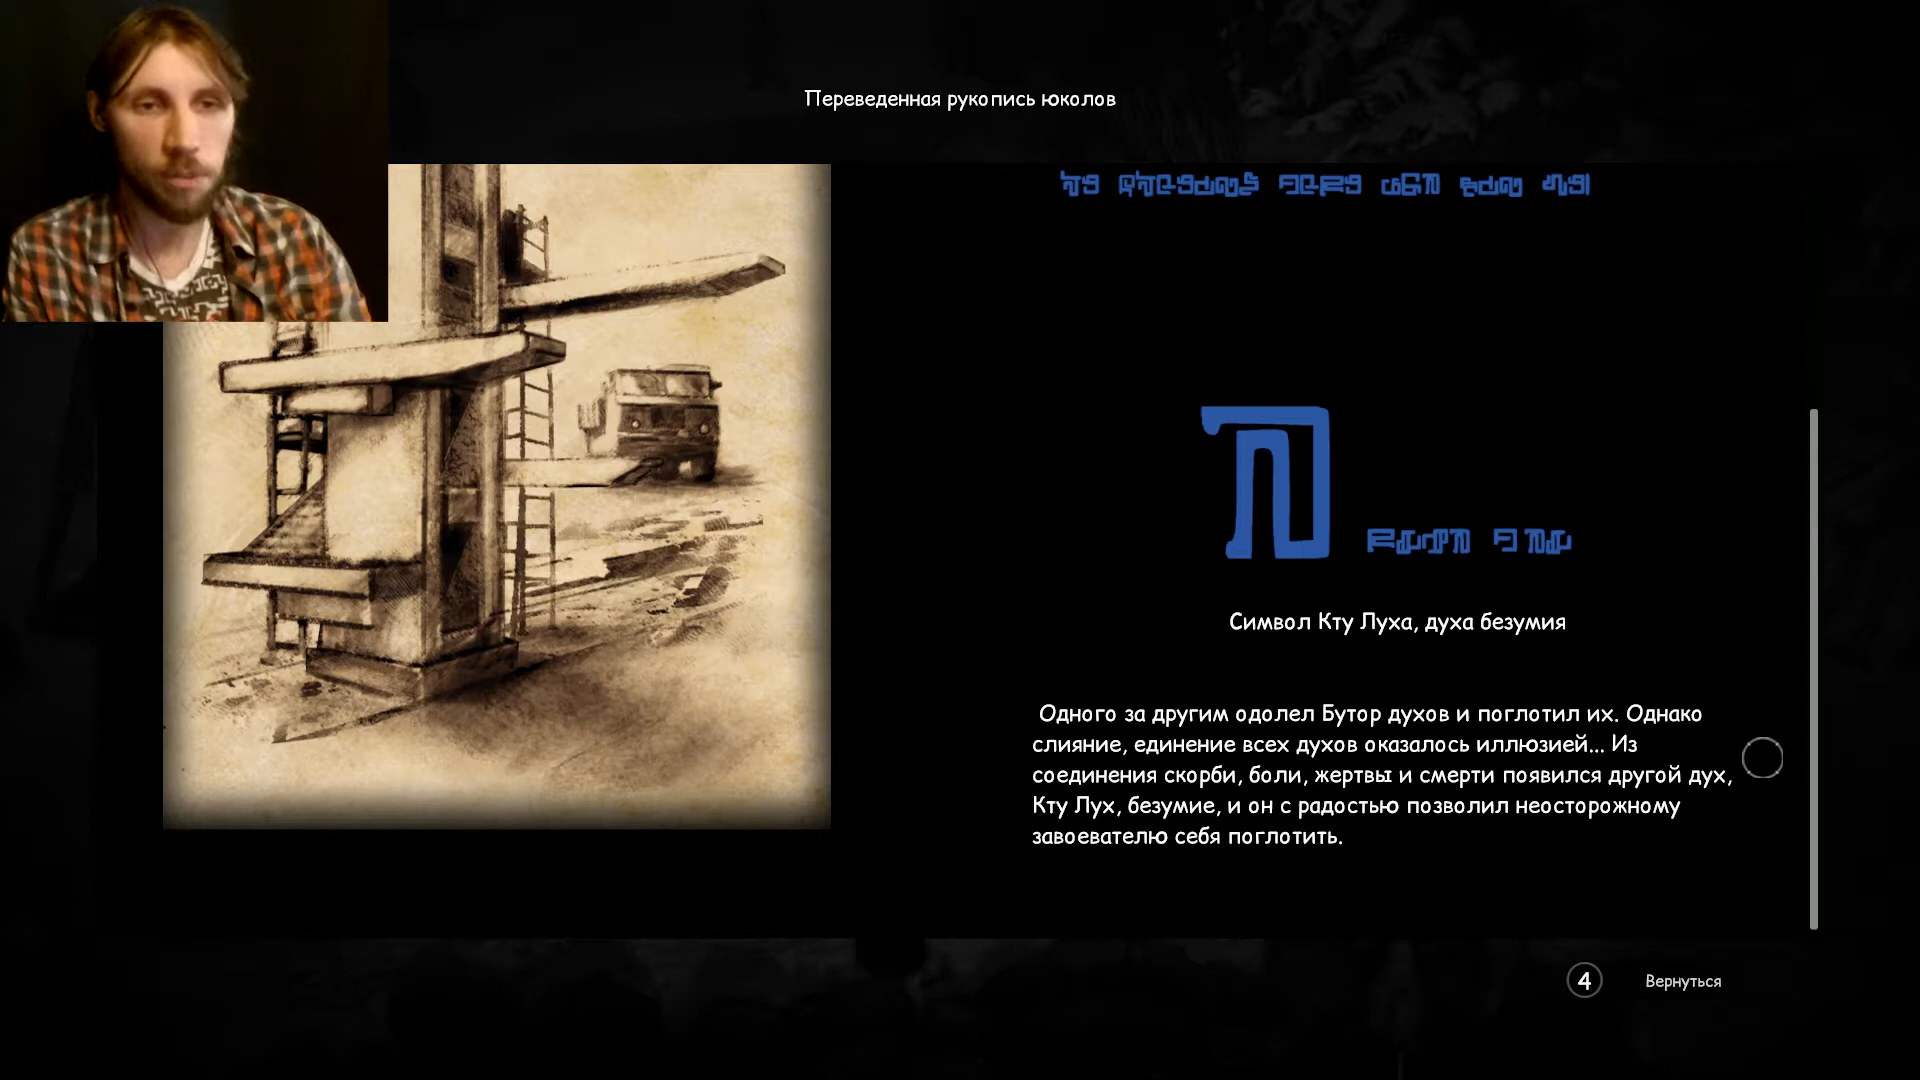 Переведенная рукопись юколов
Символ Кту Луха, духа безумия
Одного за другим одолел Бутор духов и поглотил их. Однако
слияние, единение всех духов оказалось иллюзией... Из
соединения скорби, боли, жертвы и смерти появился другой дух,
Кту Лух, безумие, и он с радостью позволил неосторожному
завоевателю себя поглотить.
4 Вернуться